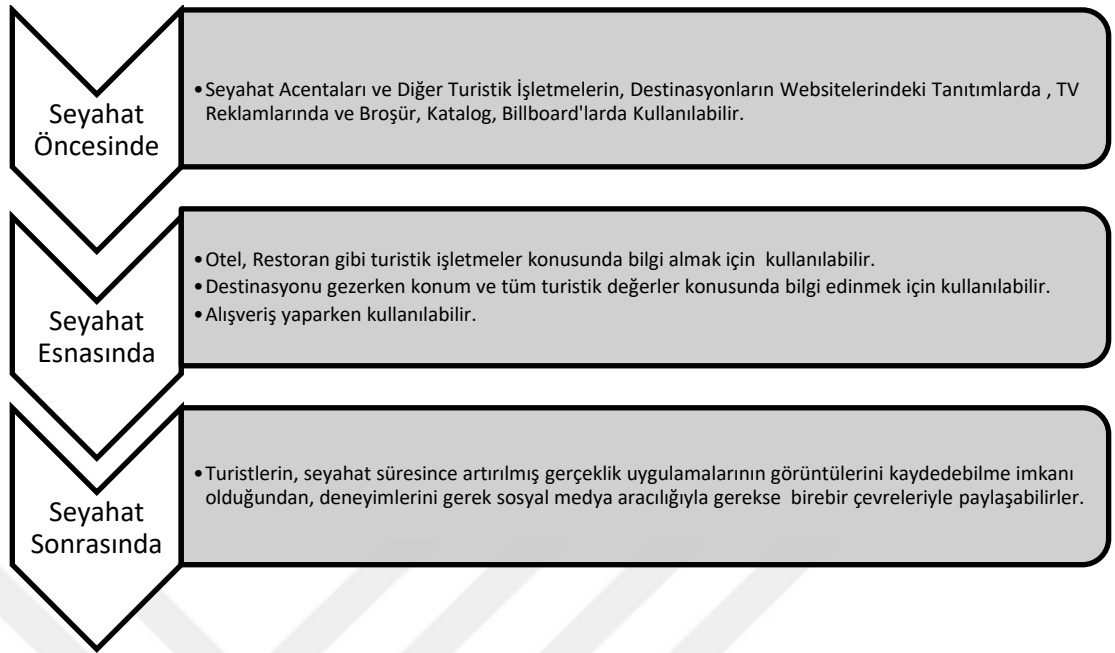 Seyahat
Öncesinde
•Seyahat Acentaları ve Diğer Turistik İşletmelerin, Destinasyonların Websitelerindeki Tanıtımlarda , TV
Reklamlarında ve Broşür, Katalog, Billboard'larda Kullanılabilir.
Seyahat
Esnasında
•Otel, Restoran gibi turistik işletmeler konusunda bilgi almak için kullanılabilir.
•Destinasyonu gezerken konum ve tüm turistik değerler konusunda bilgi edinmek için kullanılabilir.
•Alışveriş yaparken kullanılabilir.
Seyahat
Sonrasında
•Turistlerin, seyahat süresince artırılmış gerçeklik uygulamalarının görüntülerini kaydedebilme imkanı
olduğundan, deneyimlerini gerek sosyal medya aracılığıyla gerekse birebir çevreleriyle paylaşabilirler.